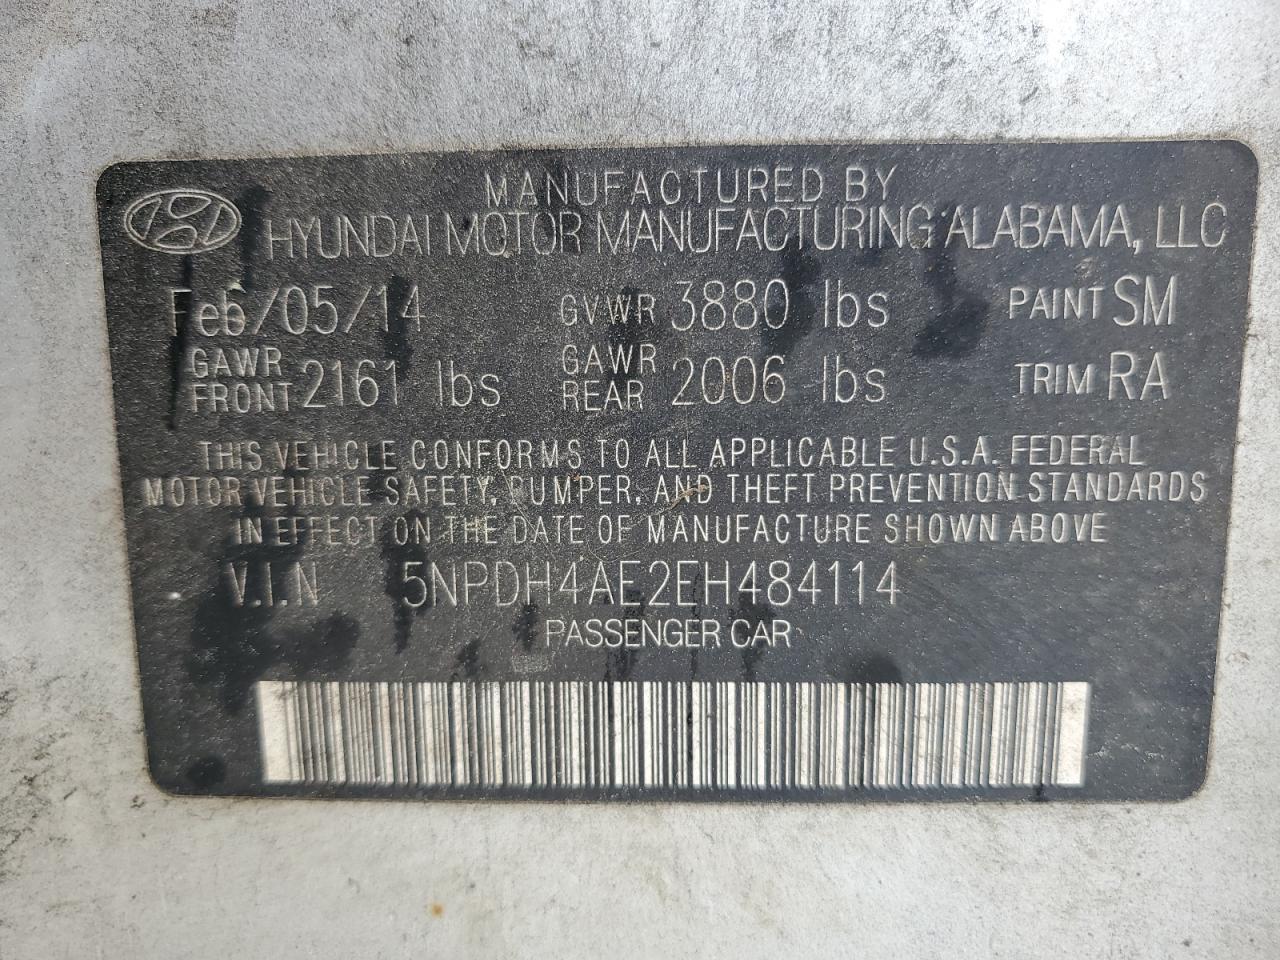 MANUFACTURED BY
HYUNDAI MOTOR MANUFACTURING ALABAMA, LLC
Feb/05/14 GVWR 3880 lbs PAINT SM
GAWR FRONT 2161 lbs GAWR REAR 2006 lbs TRIM RA
THIS VEHICLE CONFORMS TO ALL APPLICABLE U.S.A. FEDERAL
MOTOR VEHICLE SAFETY, BUMPER, AND THEFT PREVENTION STANDARDS
IN EFFECT ON THE DATE OF MANUFACTURE SHOWN ABOVE
V.I.N 5NPDH4AE2EH484114
PASSENGER CAR